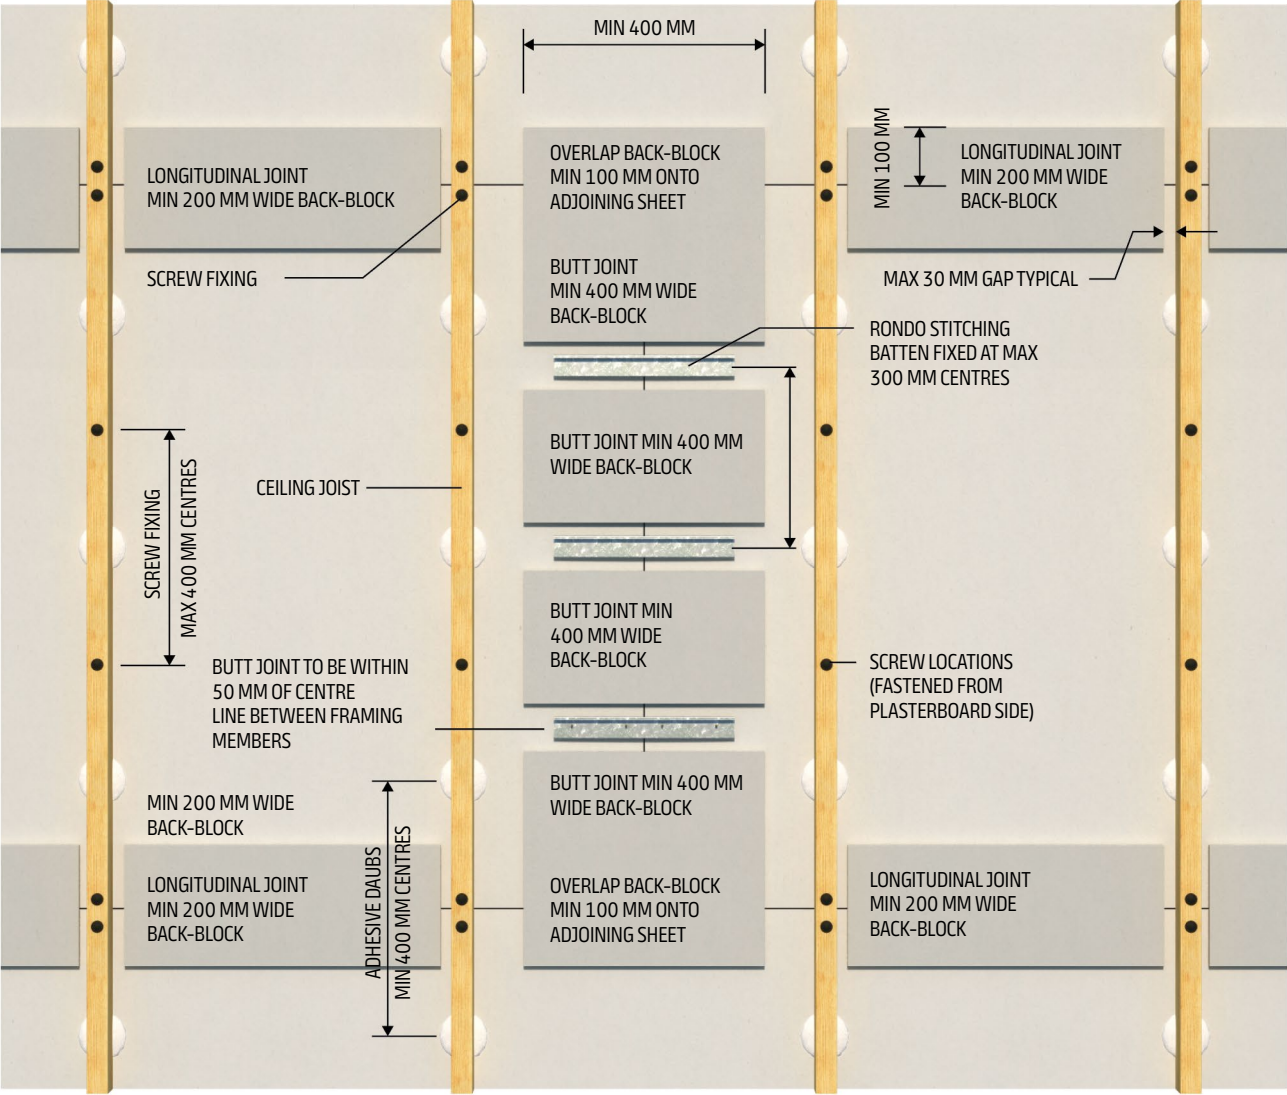 MIN 400 MM
LONGITUDINAL JOINT
MIN 200 MM WIDE BACK-BLOCK
SCREW FIXING
OVERLAP BACK-BLOCK
MIN 100 MM ONTO
ADJOINING SHEET
BUTT JOINT
MIN 400 MM WIDE
BACK-BLOCK
MIN 100 MM
LONGITUDINAL JOINT
MIN 200 MM WIDE
BACK-BLOCK
MAX 30 MM GAP TYPICAL
RONDO STITCHING
BATTEN FIXED AT MAX
300 MM CENTRES
BUTT JOINT MIN 400 MM
WIDE BACK-BLOCK
CEILING JOIST
SCREW FIXING
MAX 400 MM CENTRES
BUTT JOINT MIN
400 MM WIDE
BACK-BLOCK
BUTT JOINT TO BE WITHIN
50 MM OF CENTRE
LINE BETWEEN FRAMING
MEMBERS
SCREW LOCATIONS
(FASTENED FROM
PLASTERBOARD SIDE)
MIN 200 MM WIDE
BACK-BLOCK
LONGITUDINAL JOINT
MIN 200 MM WIDE
BACK-BLOCK
ADHESIVE DAUBS
MIN 400 MM CENTRES
BUTT JOINT MIN 400 MM
WIDE BACK-BLOCK
OVERLAP BACK-BLOCK
MIN 100 MM ONTO
ADJOINING SHEET
LONGITUDINAL JOINT
MIN 200 MM WIDE
BACK-BLOCK